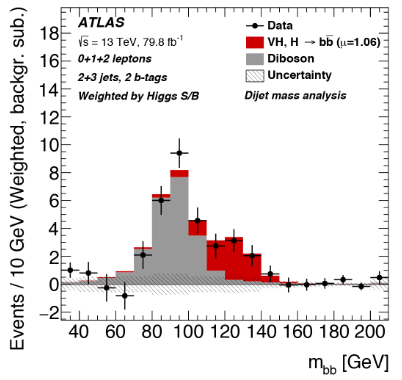 ATLAS
√s = 13 TeV, 79.8 fb⁻¹
0+1+2 leptons
2+3 jets, 2 b-tags
Weighted by Higgs S/B
Data
VH, H → bb̄ (μ=1.06)
Diboson
Uncertainty
Dijet mass analysis
Events / 10 GeV (Weighted, backgr. sub.)
18
16
14
12
10
8
6
4
2
0
−2
40 60 80 100 120 140 160 180 200
m_bb [GeV]